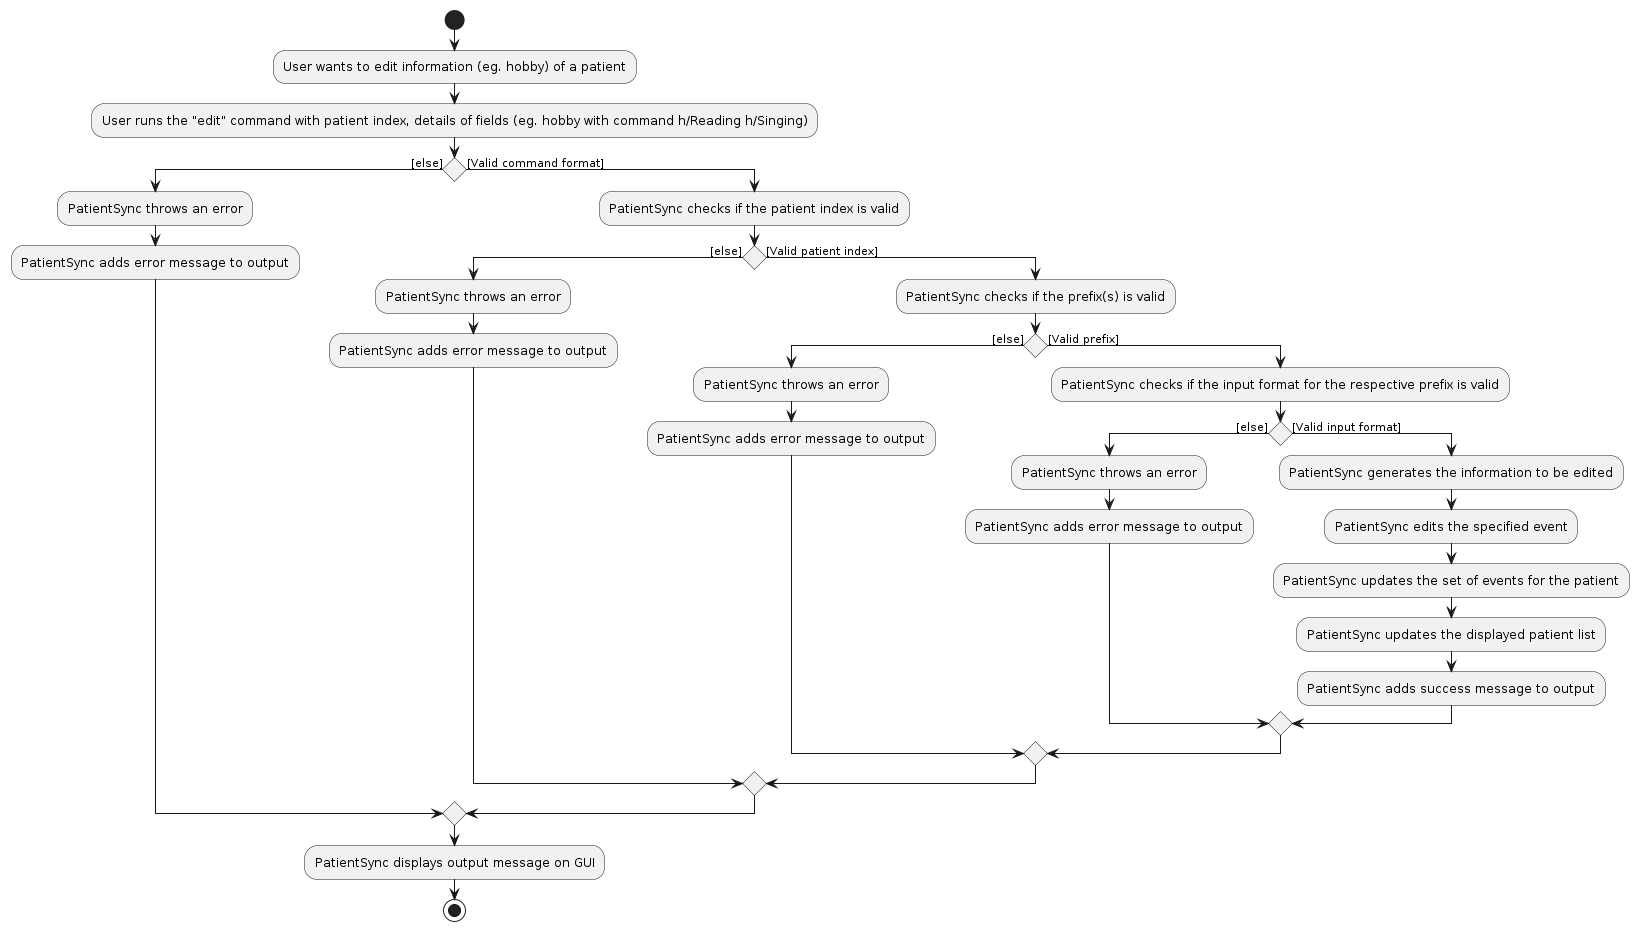 User wants to edit information (eg. hobby) of a patient
User runs the "edit" command with patient index, details of fields (eg. hobby with command h/Reading h/Singing)
[else]
[Valid command format]
PatientSync throws an error
PatientSync adds error message to output
PatientSync checks if the patient index is valid
[else]
[Valid patient index]
PatientSync throws an error
PatientSync adds error message to output
PatientSync checks if the prefix(s) is valid
[else]
[Valid prefix]
PatientSync throws an error
PatientSync adds error message to output
PatientSync checks if the input format for the respective prefix is valid
[else]
[Valid input format]
PatientSync throws an error
PatientSync adds error message to output
PatientSync generates the information to be edited
PatientSync edits the specified event
PatientSync updates the set of events for the patient
PatientSync updates the displayed patient list
PatientSync adds success message to output
PatientSync displays output message on GUI